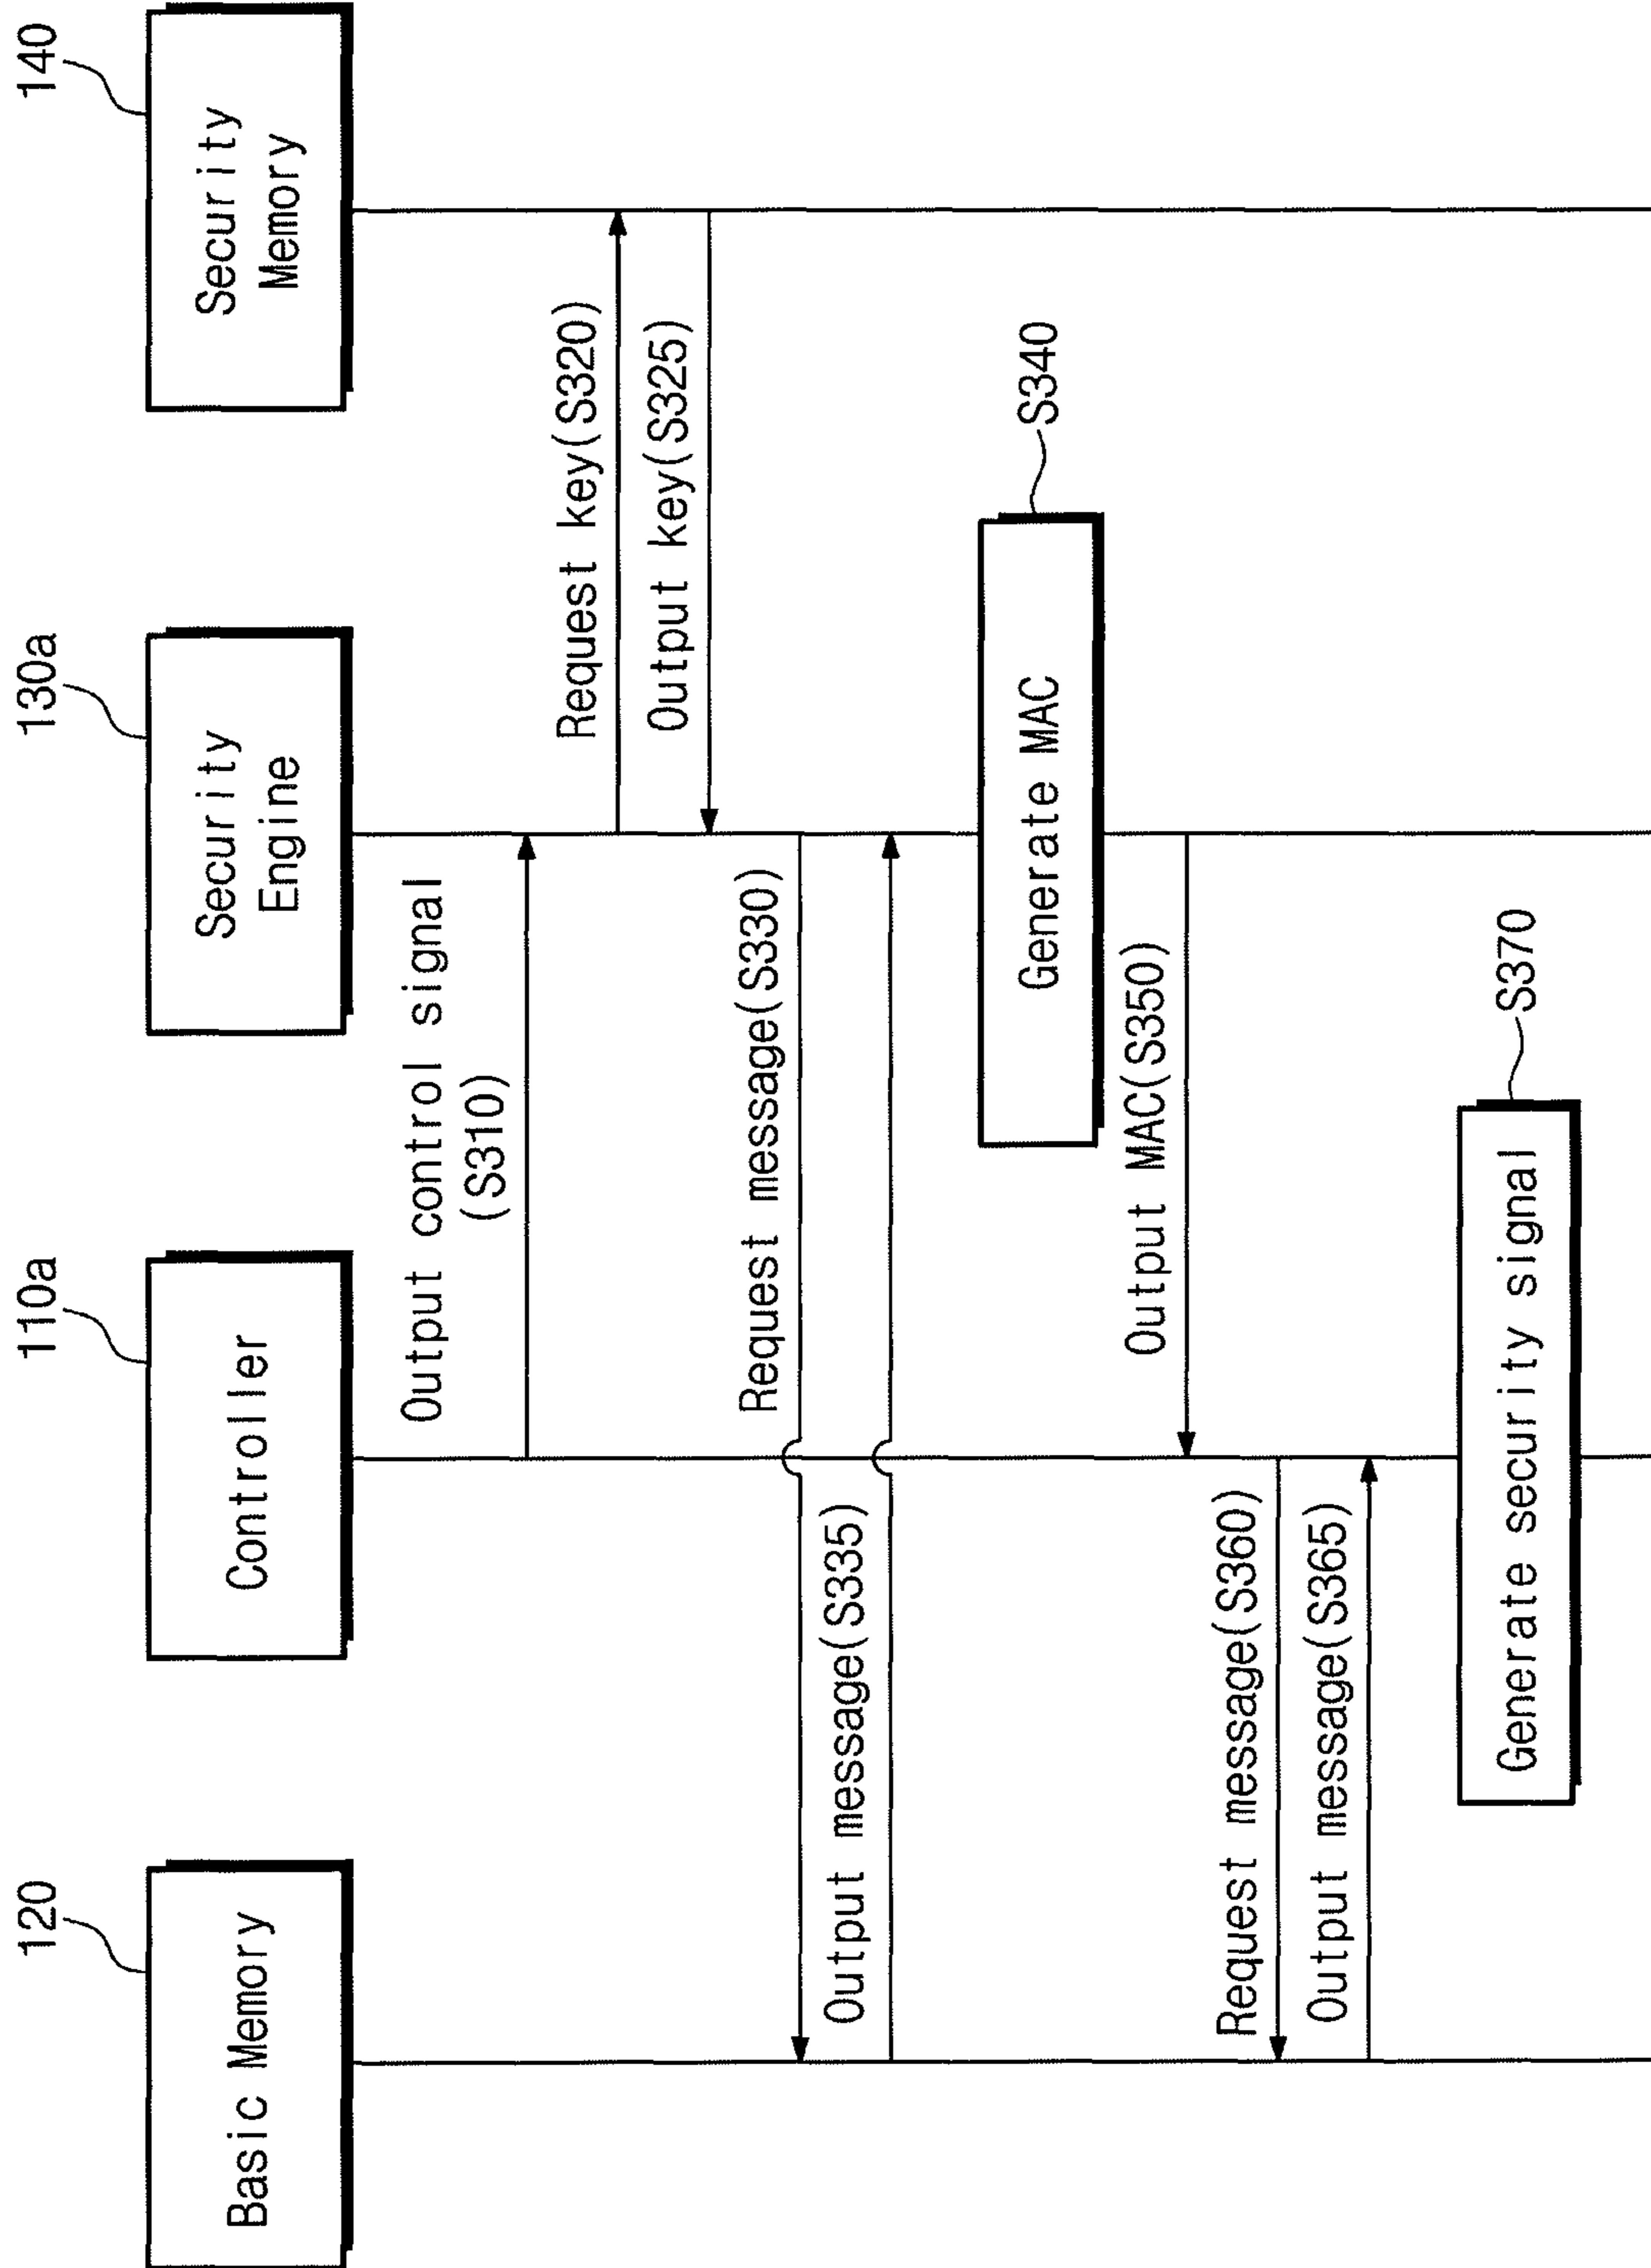 120
110a
130a
140
Basic Memory
Controller
Security
Engine
Security
Memory
Output control signal
(S310)
Request key(S320)
Output key(S325)
Request message(S330)
Output message(S335)
Generate MAC
S340
Output MAC(S350)
Request message(S360)
Output message(S365)
Generate security signal
S370